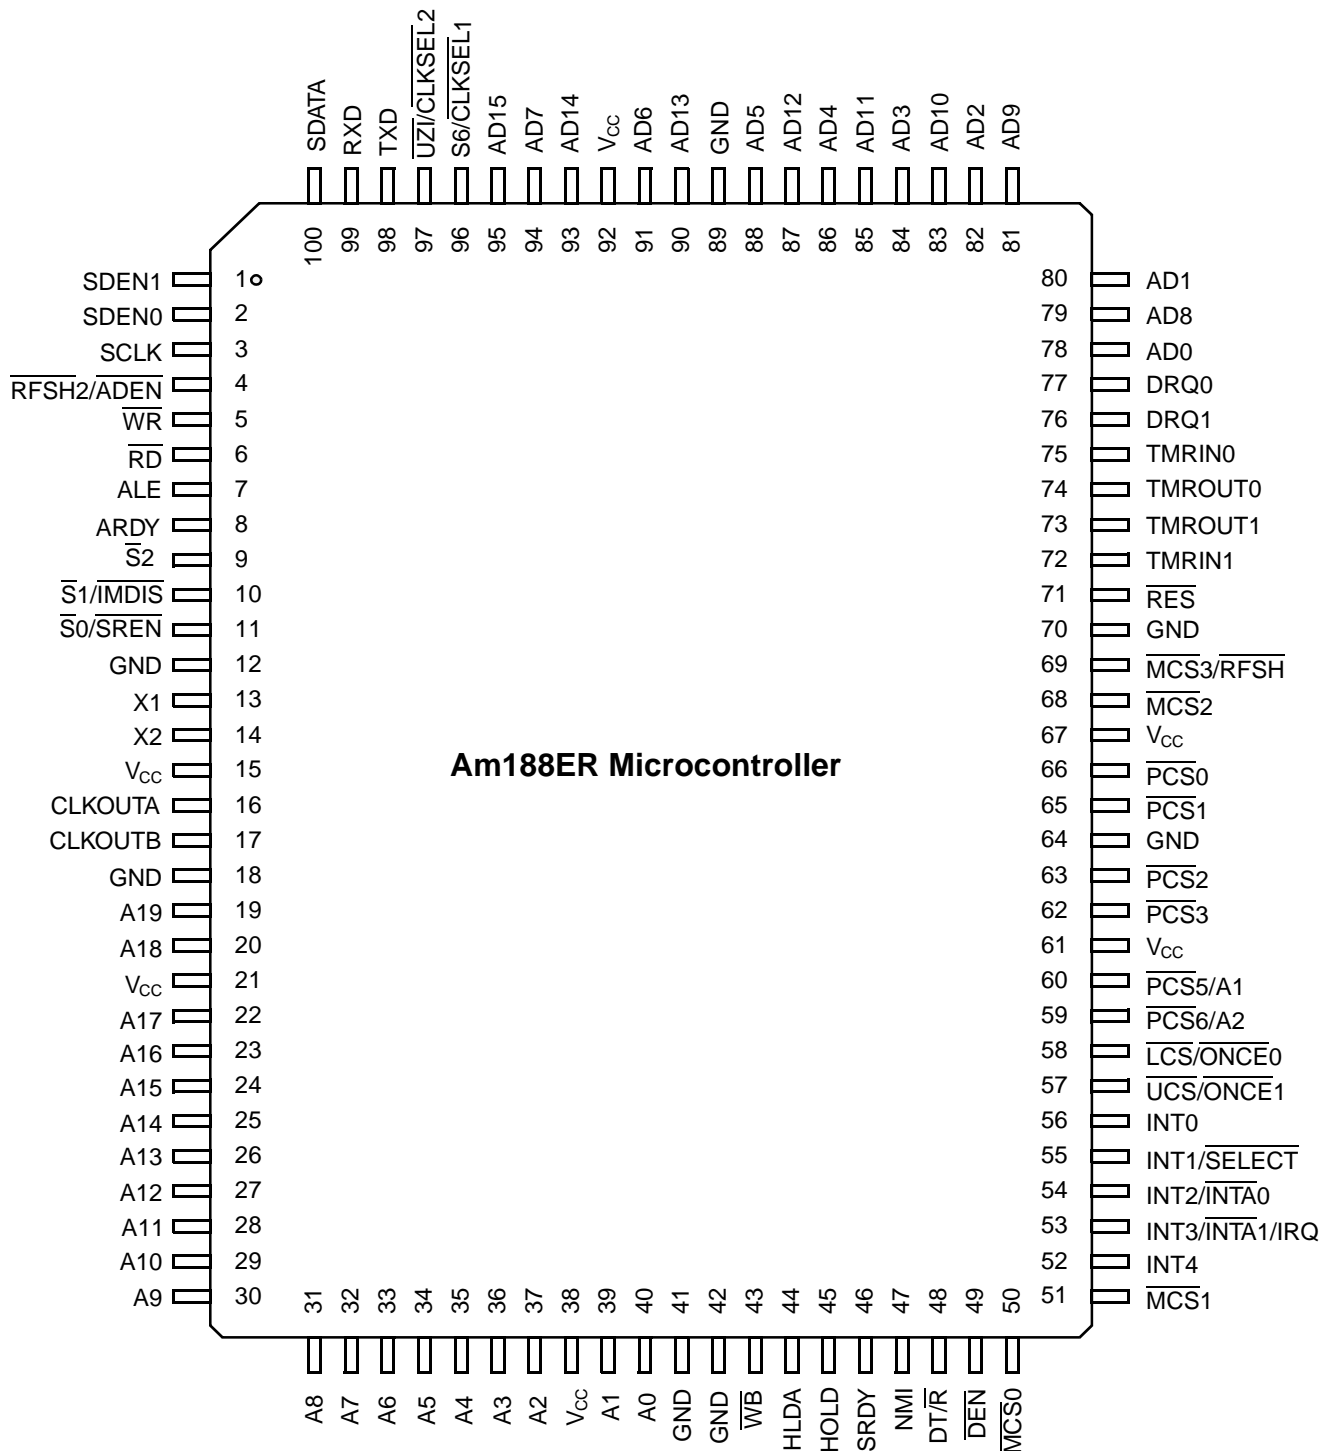 SDATA
RXD
TXD
UZI/CLKSEL2
S6/CLKSEL1
AD15
AD7
AD14
VCC
AD6
AD13
GND
AD5
AD12
AD4
AD11
AD3
AD10
AD2
AD9
100
99
98
97
96
95
94
93
92
91
90
89
88
87
86
85
84
83
82
81
SDEN1 1
SDEN0 2
SCLK 3
RFSH2/ADEN 4
WR 5
RD 6
ALE 7
ARDY 8
S2 9
S1/IMDIS 10
S0/SREN 11
GND 12
X1 13
X2 14
VCC 15
CLKOUTA 16
CLKOUTB 17
GND 18
A19 19
A18 20
VCC 21
A17 22
A16 23
A15 24
A14 25
A13 26
A12 27
A11 28
A10 29
A9 30
Am188ER Microcontroller
80 AD1
79 AD8
78 AD0
77 DRQ0
76 DRQ1
75 TMRIN0
74 TMROUT0
73 TMROUT1
72 TMRIN1
71 RES
70 GND
69 MCS3/RFSH
68 MCS2
67 VCC
66 PCS0
65 PCS1
64 GND
63 PCS2
62 PCS3
61 VCC
60 PCS5/A1
59 PCS6/A2
58 LCS/ONCE0
57 UCS/ONCE1
56 INT0
55 INT1/SELECT
54 INT2/INTA0
53 INT3/INTA1/IRQ
52 INT4
51 MCS1
31
32
33
34
35
36
37
38
39
40
41
42
43
44
45
46
47
48
49
50
A8
A7
A6
A5
A4
A3
A2
VCC
A1
A0
GND
GND
WB
HLDA
HOLD
SRDY
NMI
DT/R
DEN
MCS0